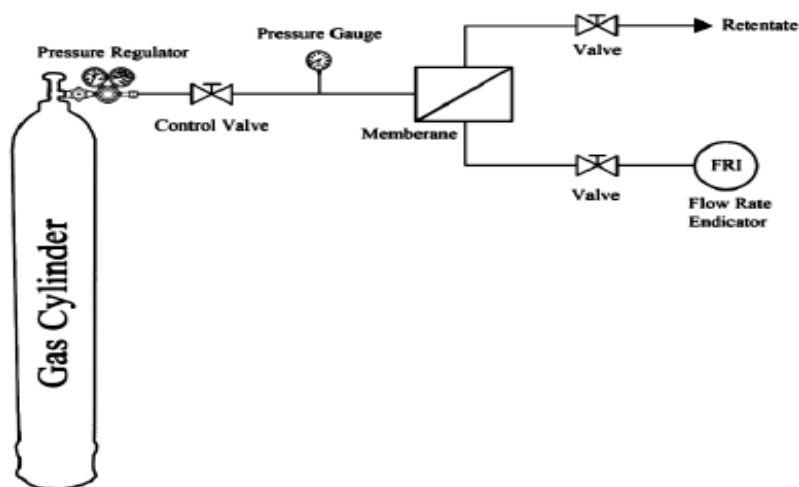 Pressure Gauge
Valve
Retentate
Pressure Regulator
Control Valve
Memberane
Valve
FRI
Flow Rate
Endicator
Gas Cylinder